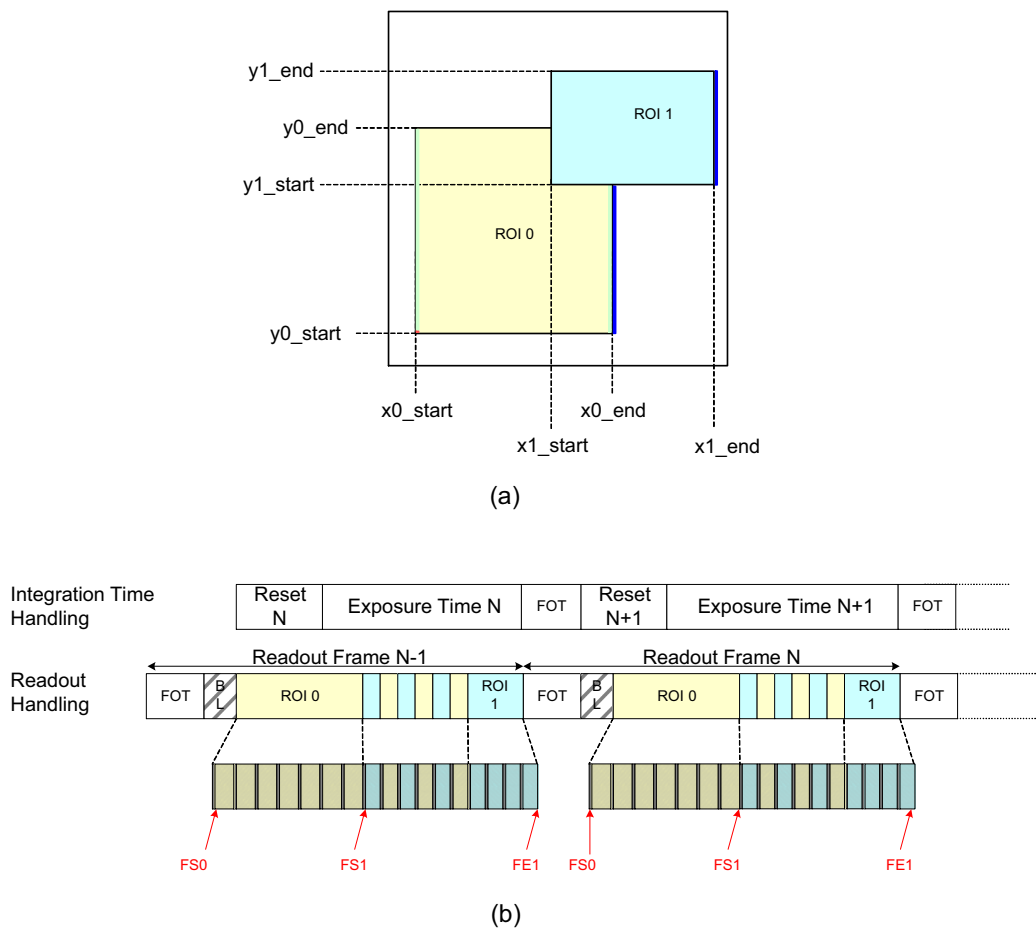 y1_end
ROI 1
y0_end
y1_start
ROI 0
y0_start
x0_start
x0_end
x1_start
x1_end
(a)
Integration Time
Handling
Reset
N
Exposure Time N
FOT
Reset
N+1
Exposure Time N+1
FOT
Readout Frame N-1
Readout Frame N
Readout
Handling
FOT
B
L
ROI 0
ROI
1
FOT
B
L
ROI 0
ROI
1
FOT
FS0
FS1
FE1
FS0
FS1
FE1
(b)